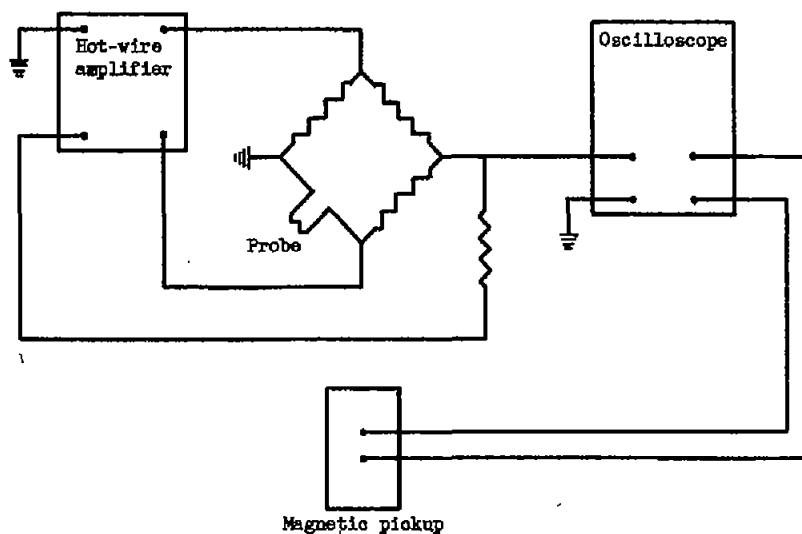 Hot-wire
amplifier
Oscilloscope
Probe
Magnetic pickup